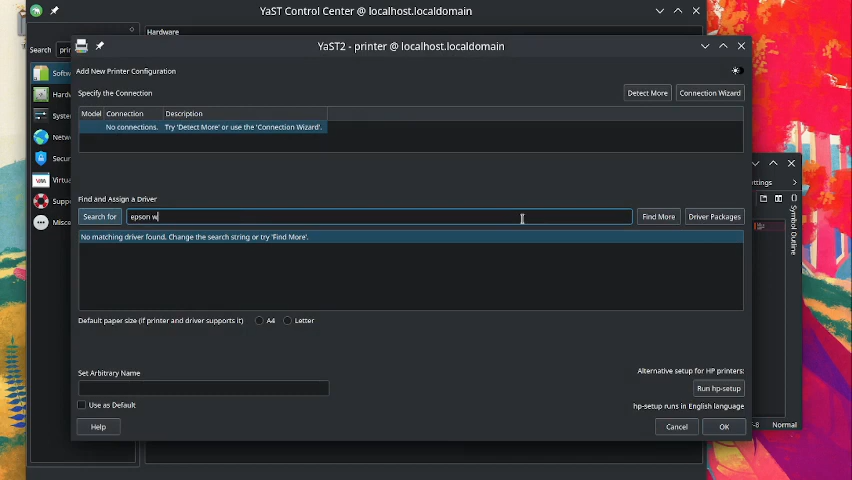 YaST Control Center @ localhost.localdomain
Hardware
Search
YaST2 - printer @ localhost.localdomain
Add New Printer Configuration
Specify the Connection
Detect More
Connection Wizard
Model Connection Description
No connections. Try 'Detect More' or use the 'Connection Wizard'.
Find and Assign a Driver
Search for
epson w
Find More
Driver Packages
No matching driver found. Change the search string or try 'Find More'.
Default paper size (if printer and driver supports it)
A4
Letter
Set Arbitrary Name
Use as Default
Alternative setup for HP printers:
Run hp-setup
hp-setup runs in English language
Help
Cancel
OK
Symbol Outline
Normal